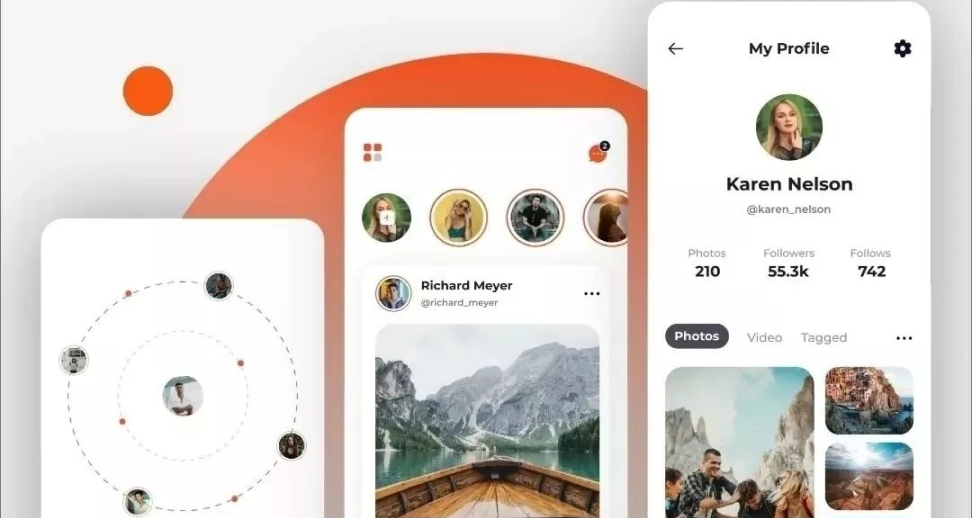 2
Richard Meyer
@richard_meyer
My Profile
Karen Nelson
@karen_nelson
Photos Followers Follows
210 55.3k 742
Photos Video Tagged